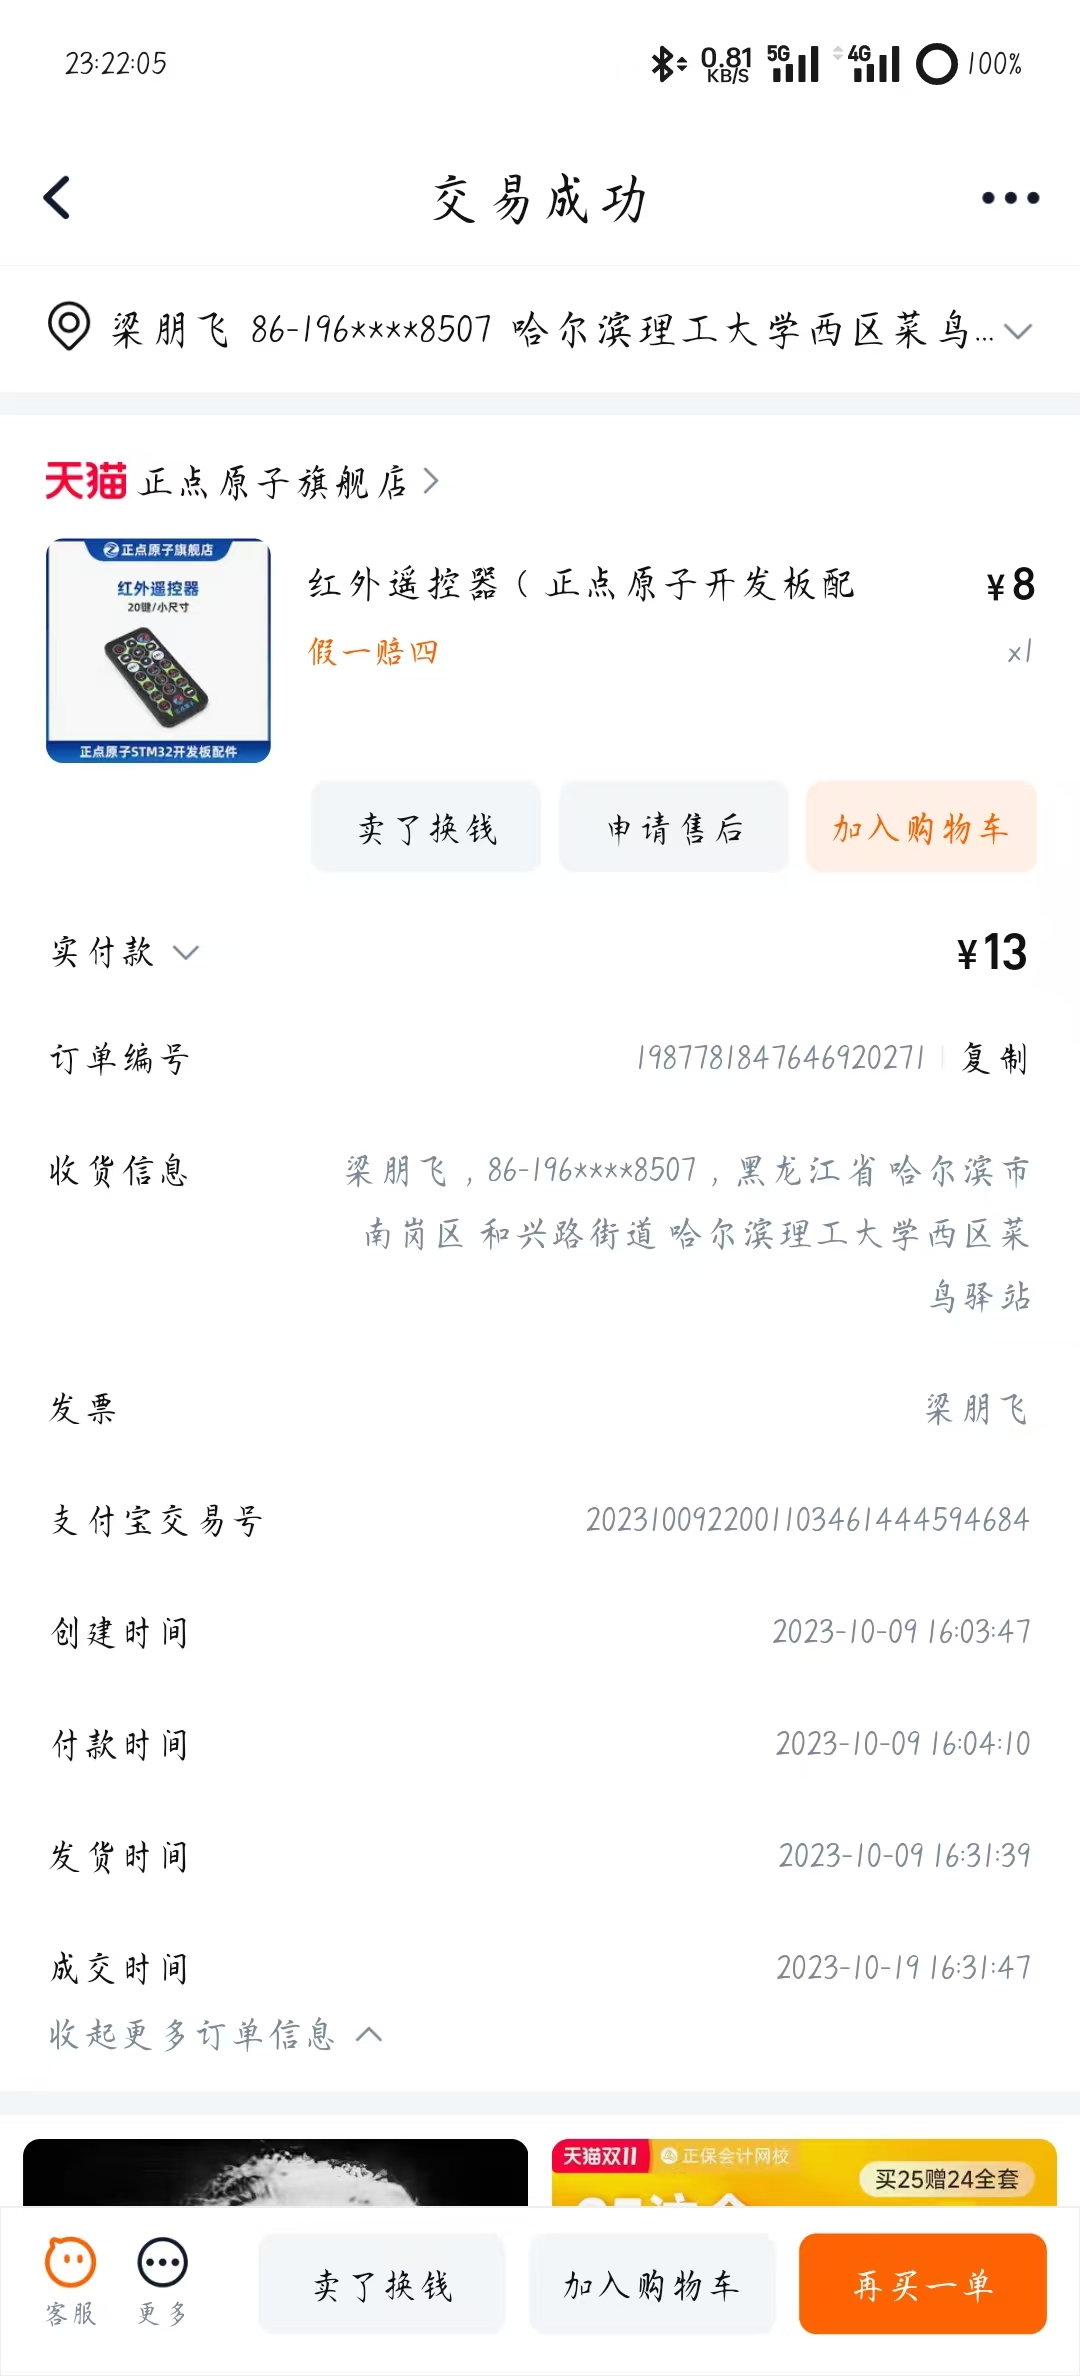 23:22:05 0.81 KB/S 5G 4G 100%
交易成功
梁朋飞 86-196****8507 哈尔滨理工大学西区菜鸟...
天猫 正点原子旗舰店
正点原子旗舰店
红外遥控器
20键/小尺寸
正点原子STM32开发板配件
红外遥控器（正点原子开发板配 ¥8
假一赔四 x1
卖了换钱 申请售后 加入购物车
实付款 ¥13
订单编号 1987781847646920271 复制
收货信息 梁朋飞，86-196****8507，黑龙江省 哈尔滨市
南岗区 和兴路街道 哈尔滨理工大学西区菜
鸟驿站
发票 梁朋飞
支付宝交易号 2023100922001103461444594684
创建时间 2023-10-09 16:03:47
付款时间 2023-10-09 16:04:10
发货时间 2023-10-09 16:31:39
成交时间 2023-10-19 16:31:47
收起更多订单信息
天猫双11 正保会计网校
买25赠24全套
客服 更多 卖了换钱 加入购物车 再买一单